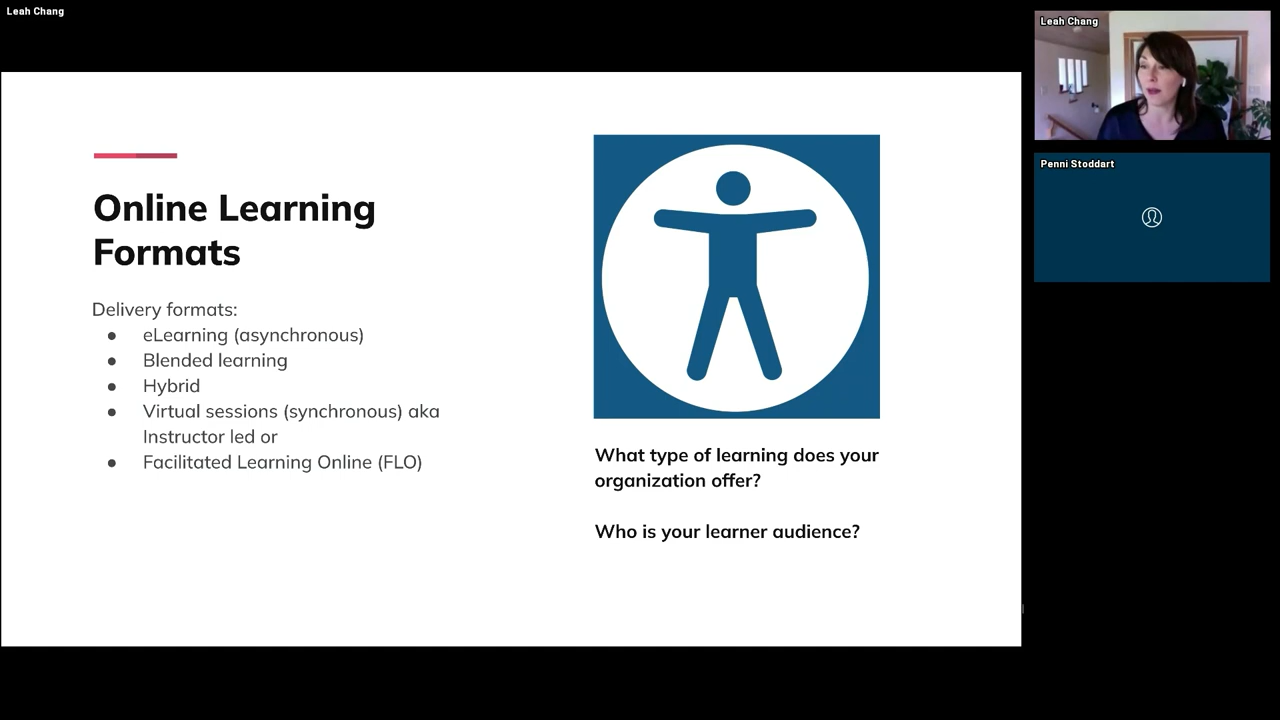 Leah Chang
Online Learning
Formats
Delivery formats:
● eLearning (asynchronous)
● Blended learning
● Hybrid
● Virtual sessions (synchronous) aka
Instructor led or
● Facilitated Learning Online (FLO)
What type of learning does your
organization offer?
Who is your learner audience?
Leah Chang
Penni Stoddart